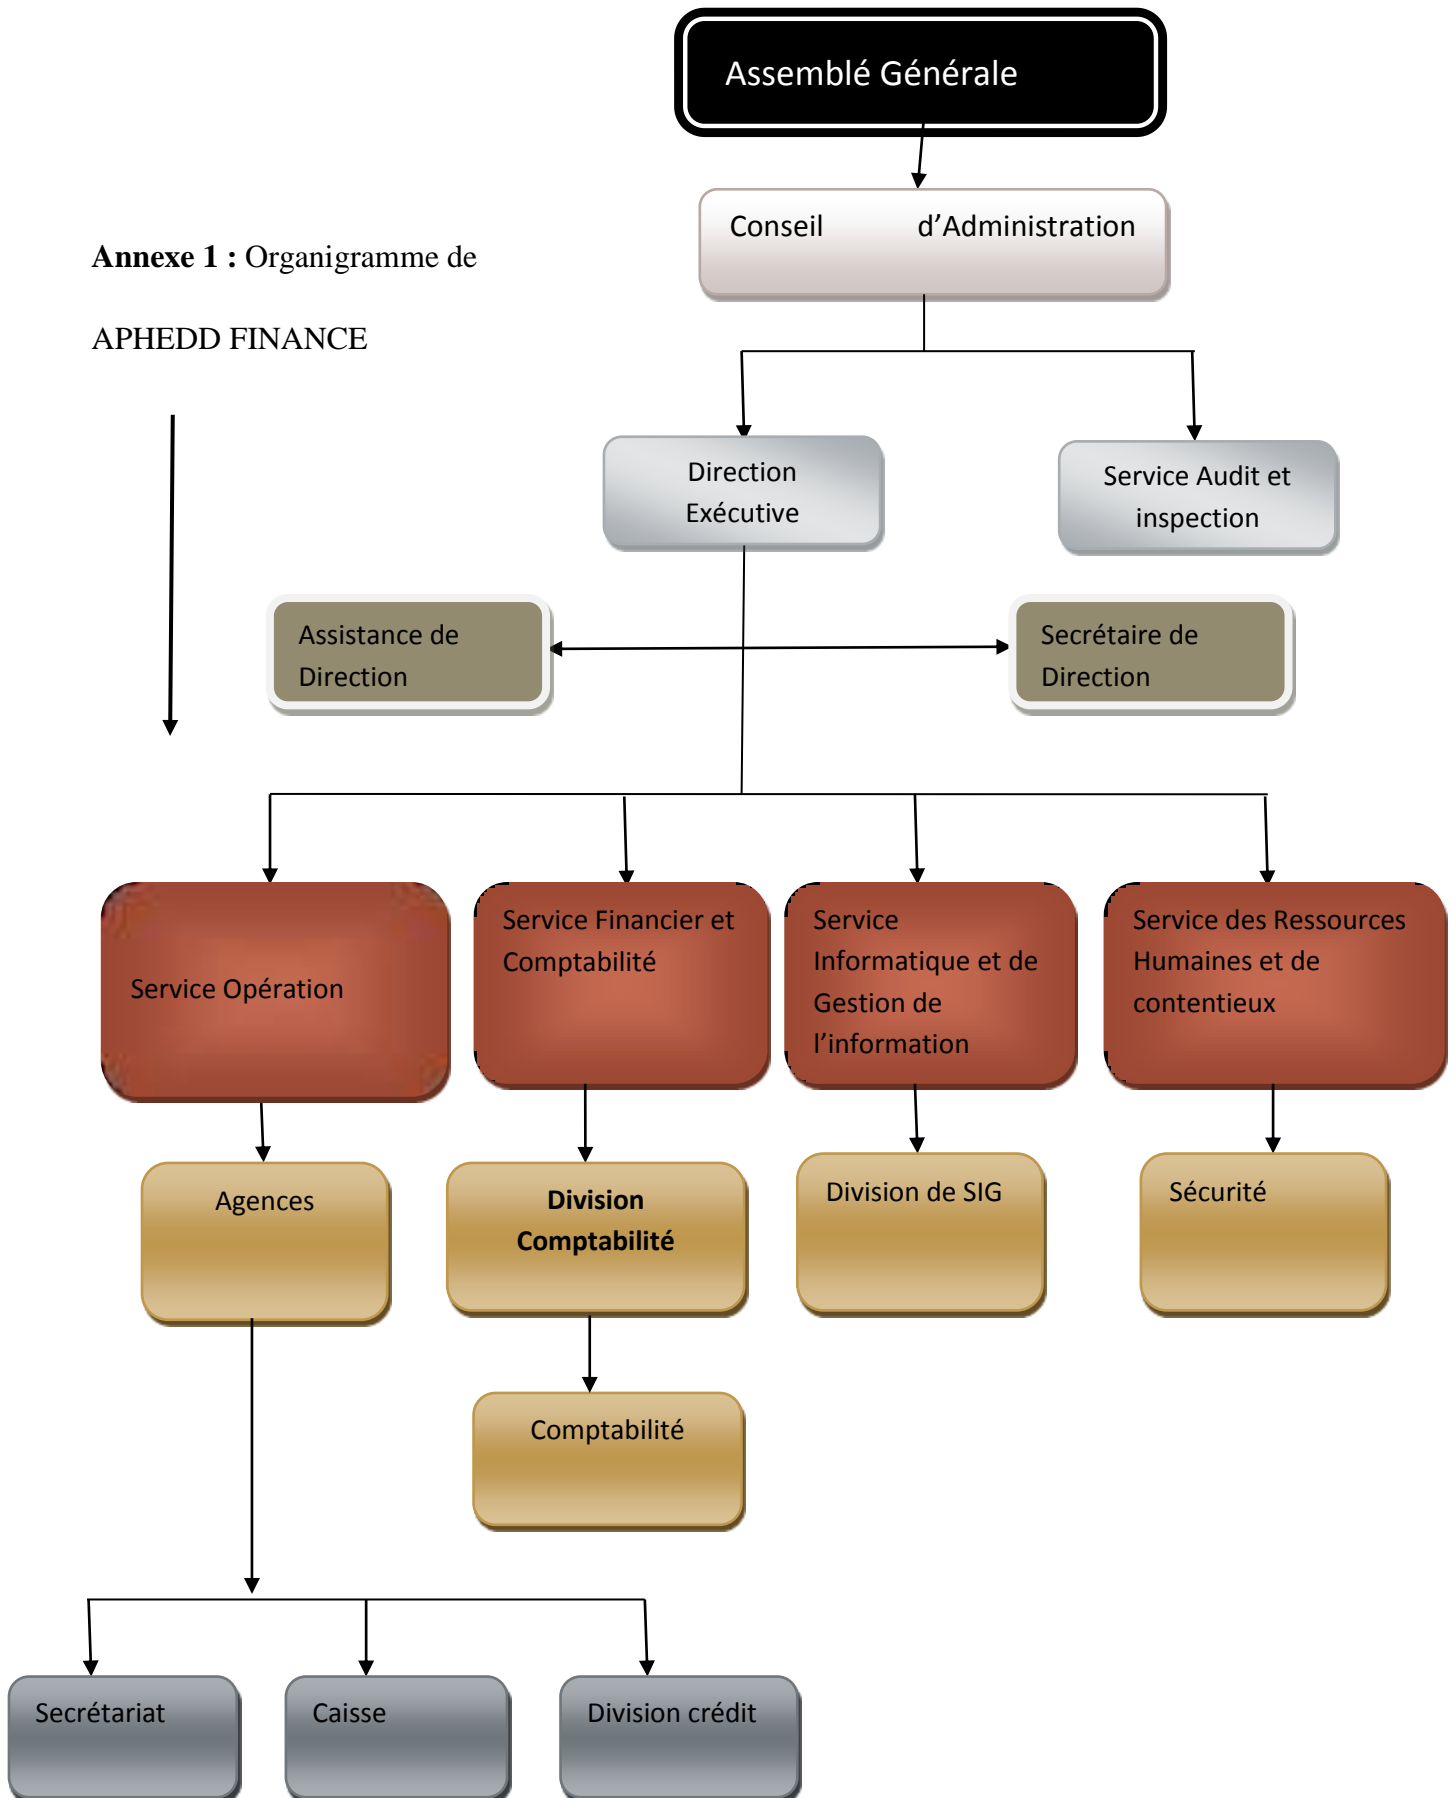 Assemblé Générale
Conseil d’Administration
Annexe 1 : Organigramme de
APHEDD FINANCE
Direction
Exécutive
Service Audit et
inspection
Assistance de
Direction
Secrétaire de
Direction
Service Opération
Service Financier et
Comptabilité
Service
Informatique et de
Gestion de
l’information
Service des Ressources
Humaines et de
contentieux
Agences
Division
Comptabilité
Division de SIG
Sécurité
Comptabilité
Secrétariat
Caisse
Division crédit